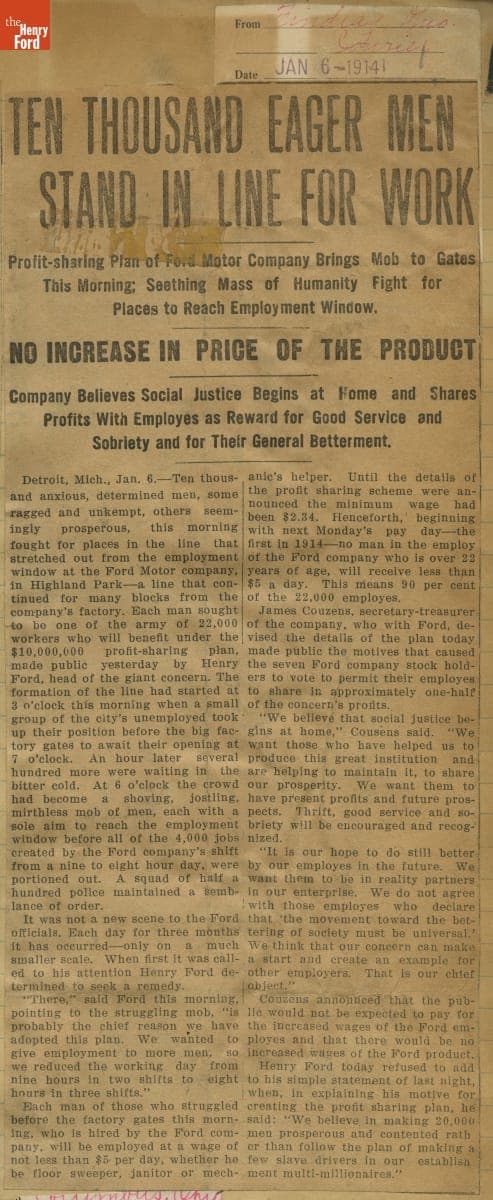 the
Henry
Ford
From Findlay
Date JAN 6-1914
TEN THOUSAND EAGER MEN
STAND IN LINE FOR WORK
Profit-sharing Plan of Ford Motor Company Brings Mob to Gates
This Morning; Seething Mass of Humanity Fight for
Places to Reach Employment Window.
NO INCREASE IN PRICE OF THE PRODUCT
Company Believes Social Justice Begins at Home and Shares
Profits With Employes as Reward for Good Service and
Sobriety and for Their General Betterment.
Detroit, Mich., Jan. 6.—Ten thous-
and anxious, determined men, some
ragged and unkempt, others seem-
ingly prosperous, this morning
fought for places in the line that
stretched out from the employment
window at the Ford Motor company,
in Highland Park—a line that con-
tinued for many blocks from the
company's factory. Each man sought
to be one of the army of 22,000
workers who will benefit under the
$10,000,000 profit-sharing plan,
made public yesterday by Henry
Ford, head of the giant concern. The
formation of the line had started at
3 o'clock this morning when a small
group of the city's unemployed took
up their position before the big fac-
tory gates to await their opening at
7 o'clock. An hour later several
hundred more were waiting in the
bitter cold. At 6 o'clock the crowd
had become a shoving, jostling,
mirthless mob of men, each with a
sole aim to reach the employment
window before all of the 4,000 jobs
created by the Ford company's shift
from a nine to eight hour day, were
portioned out. A squad of half a
hundred police maintained a semb-
lance of order.
It was not a new scene to the Ford
officials. Each day for three months
it has occurred—only on a much
smaller scale. When first it was call-
ed to his attention Henry Ford de-
termined to seek a remedy.
"There," said Ford this morning,
pointing to the struggling mob, "is
probably the chief reason we have
adopted this plan. We wanted to
give employment to more men, so
we reduced the working day from
nine hours in two shifts to eight
hours in three shifts."
Each man of those who struggled
before the factory gates this morn-
ing, who is hired by the Ford com-
pany, will be employed at a wage of
not less than $5 per day, whether he
be floor sweeper, janitor or mech-
anic's helper. Until the details of
the profit sharing scheme were an-
nounced the minimum wage had
been $2.34. Henceforth, beginning
with next Monday's pay day—the
first in 1914—no man in the employ
of the Ford company who is over 22
years of age, will receive less than
$5 a day. This means 90 per cent
of the 22,000 employes.
James Couzens, secretary-treasurer
of the company, who with Ford, de-
vised the details of the plan today
made public the motives that caused
the seven Ford company stock hold-
ers to vote to permit their employes
to share in approximately one-half
of the concern's profits.
"We believe that social justice be-
gins at home," Cousens said. "We
want those who have helped us to
produce this great institution and
are helping to maintain it, to share
our prosperity. We want them to
have present profits and future pros-
pects. Thrift, good service and so-
briety will be encouraged and recog-
nized.
"It is our hope to do still better
by our employes in the future. We
want them to be in reality partners
in our enterprise. We do not agree
with those employes who declare
that 'the movement toward the bet-
tering of society must be universal.'
We think that our concern can make
a start and create an example for
other employers. That is our chief
object."
Couzens announced that the pub-
lic would not be expected to pay for
the increased wages of the Ford em-
ployes and that there would be no
increased wages of the Ford product.
Henry Ford today refused to add
to his simple statement of last night,
when, in explaining his motive for
creating the profit sharing plan, he
said: "We believe in making 20,000
men prosperous and contented rath
er than follow the plan of making a
few slave drivers in our establish
ment multi-millionaires."